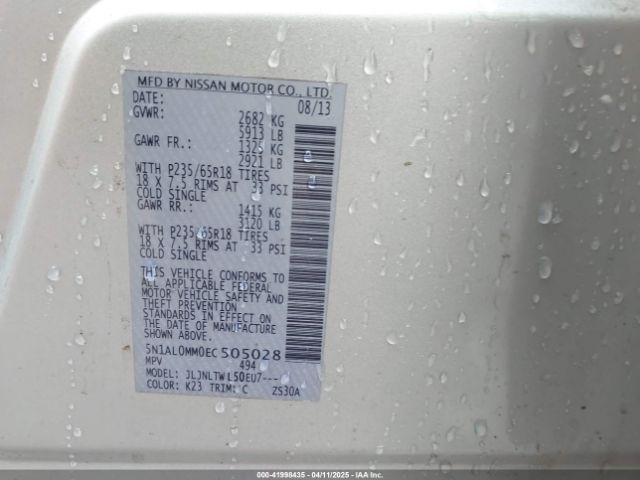 MFD BY NISSAN MOTOR CO., LTD.
DATE: 08/13
GVWR: 2682 KG
5913 LB
GAWR FR.: 1325 KG
2921 LB
WITH P235/65R18 TIRES
18 X 7.5 RIMS AT 33 PSI
COLD SINGLE
GAWR RR.: 1415 KG
3120 LB
WITH P235/65R18 TIRES
18 X 7.5 RIMS AT 33 PSI
COLD SINGLE
THIS VEHICLE CONFORMS TO
ALL APPLICABLE FEDERAL
MOTOR VEHICLE SAFETY AND
THEFT PREVENTION
STANDARDS IN EFFECT ON
THE DATE OF MANUFACTURE
SHOWN ABOVE.
5N1AL0MM0EC505028
MPV 494
MODEL: JLJNLTWL50EU7---
COLOR: K23 TRIM: C ZS30A
000-41998435 - 04/11/2025 - IAA Inc.